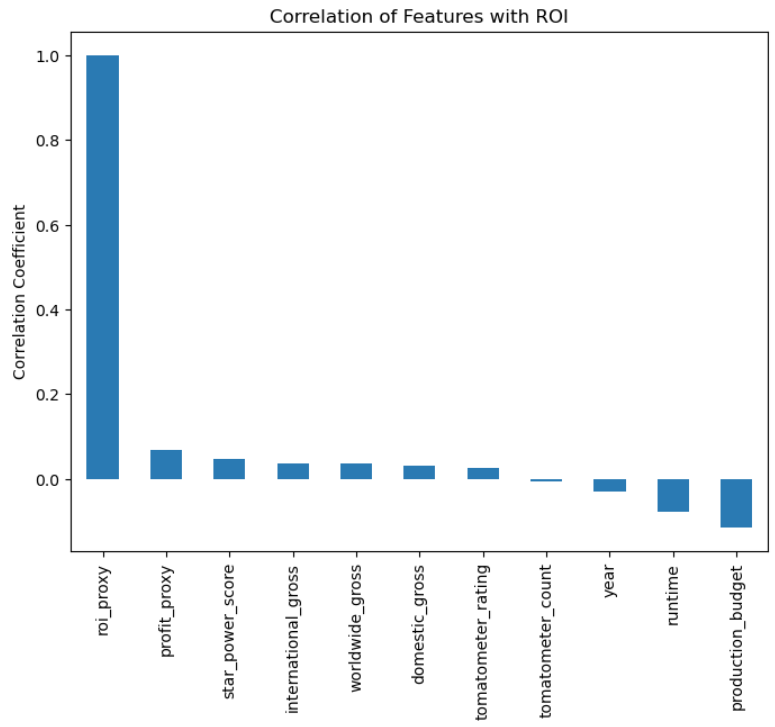 Correlation of Features with ROI
Correlation Coefficient
1.0
0.8
0.6
0.4
0.2
0.0
roi_proxy
profit_proxy
star_power_score
international_gross
worldwide_gross
domestic_gross
tomatometer_rating
tomatometer_count
year
runtime
production_budget